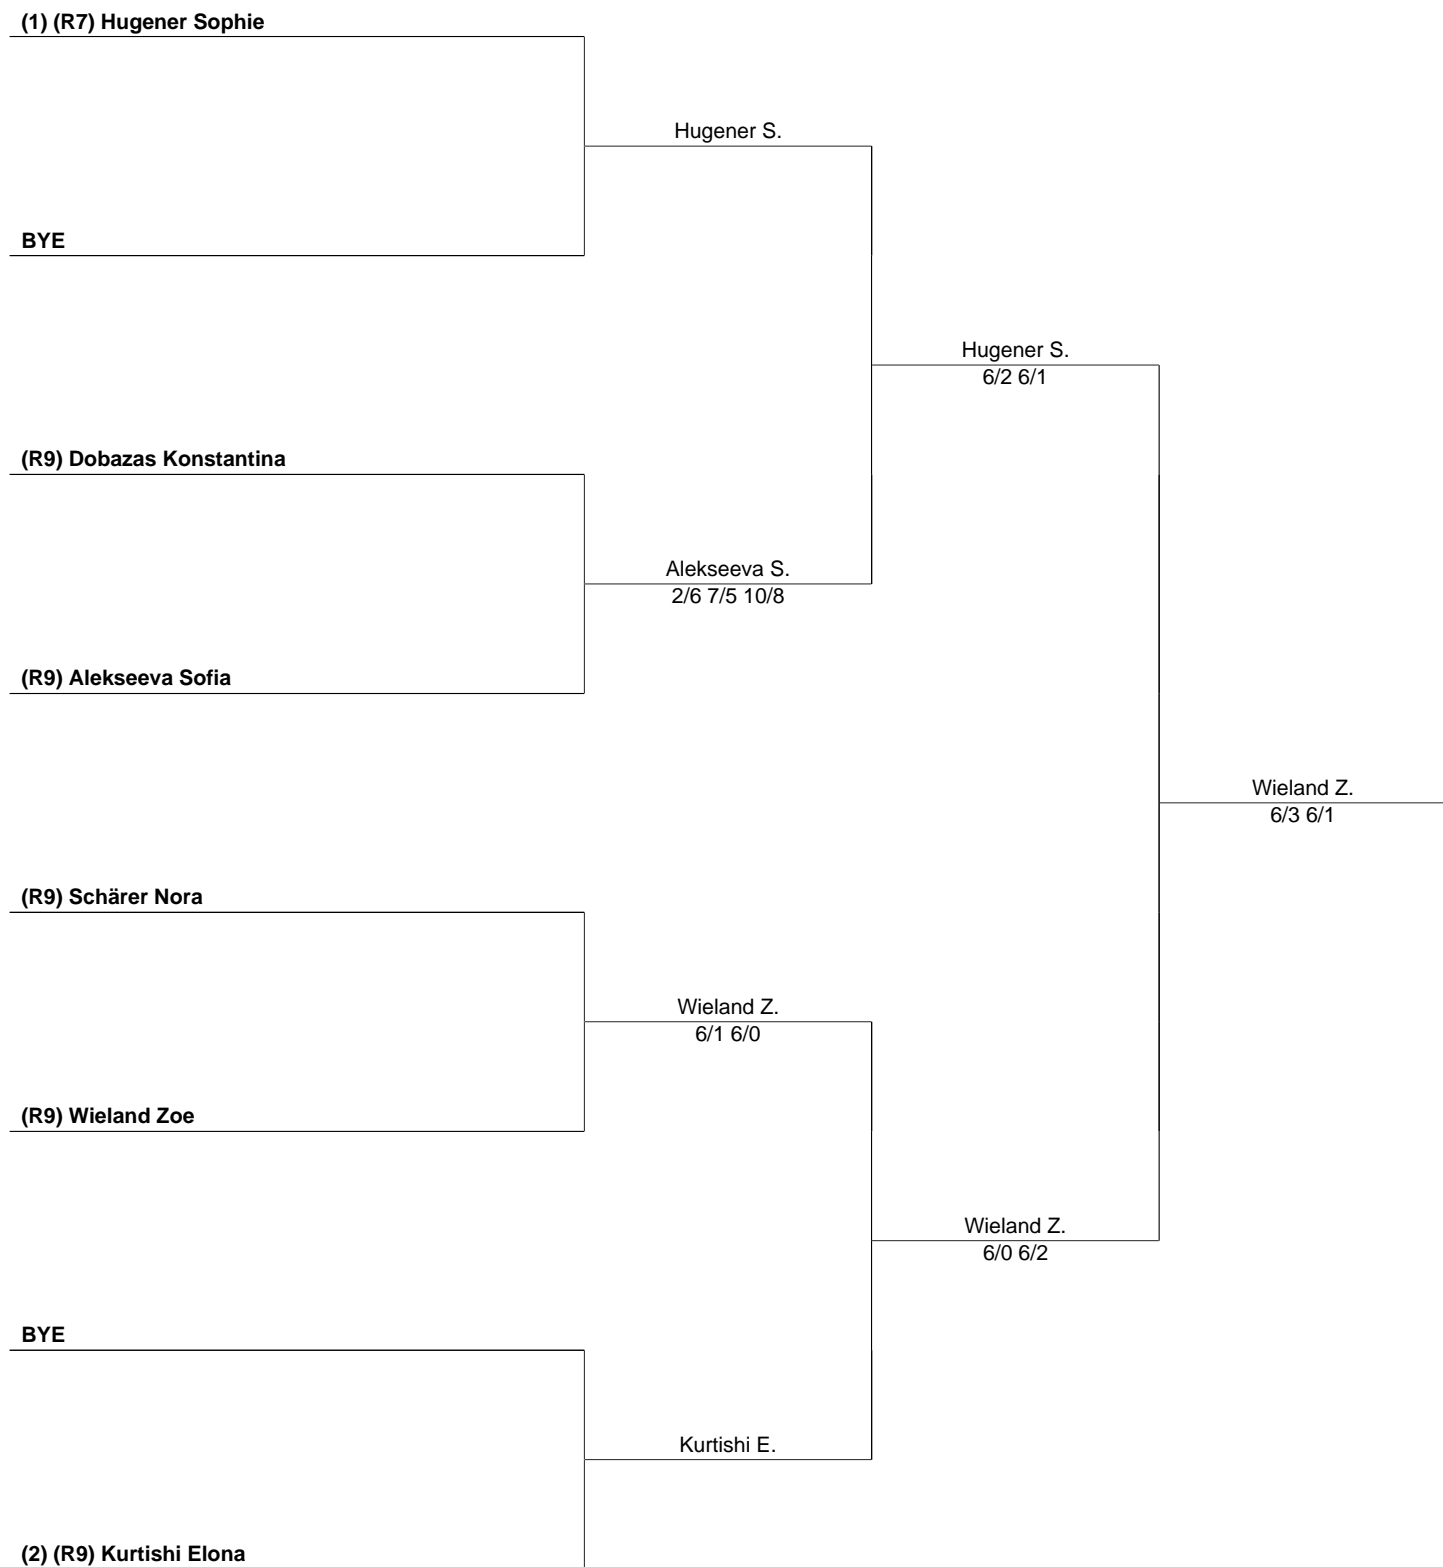 (1) (R7) Hugener Sophie
Hugener S.
BYE
Hugener S.
6/2 6/1
(R9) Dobazas Konstantina
Alekseeva S.
2/6 7/5 10/8
(R9) Alekseeva Sofia
Wieland Z.
6/3 6/1
(R9) Schärer Nora
Wieland Z.
6/1 6/0
(R9) Wieland Zoe
Wieland Z.
6/0 6/2
BYE
Kurtishi E.
(2) (R9) Kurtishi Elona